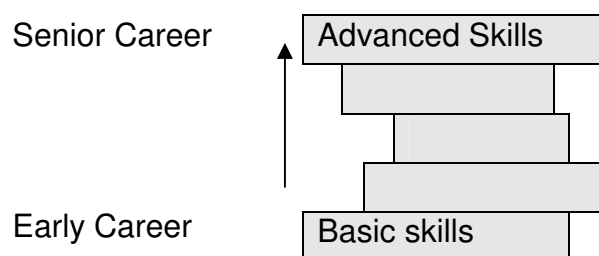 Senior Career
Advanced Skills
Early Career
Basic skills